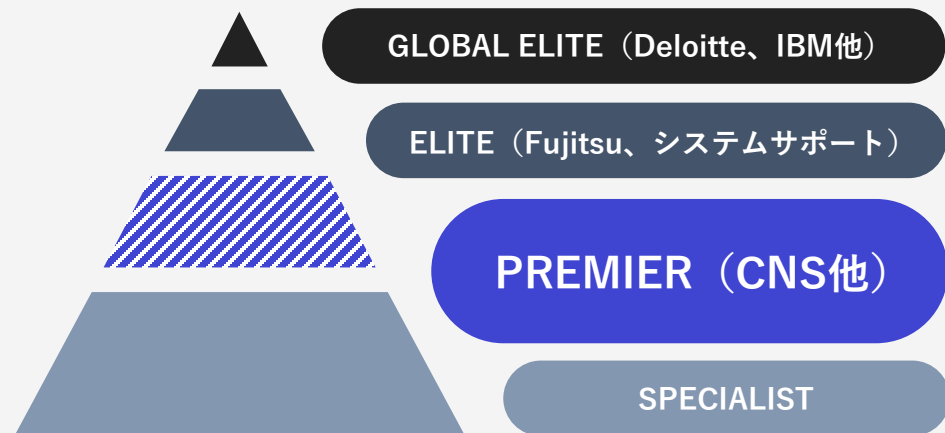 GLOBAL ELITE（Deloitte、IBM他）
ELITE（Fujitsu、システムサポート）
PREMIER（CNS他）
SPECIALIST